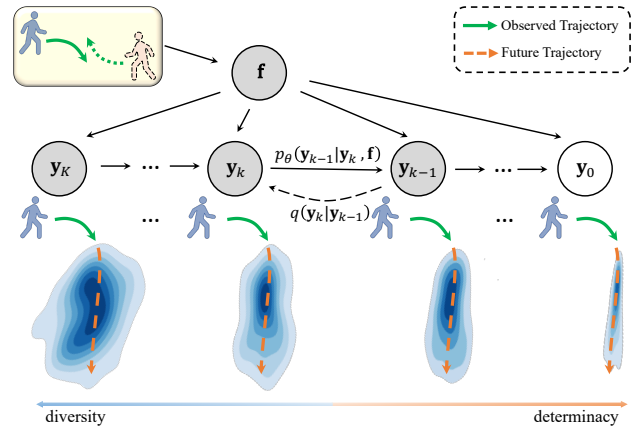 Observed Trajectory
Future Trajectory
f
y_K ... y_k p_θ(y_{k-1}|y_k, f) y_{k-1} ... y_0
q(y_k|y_{k-1})
... ...
diversity determinacy